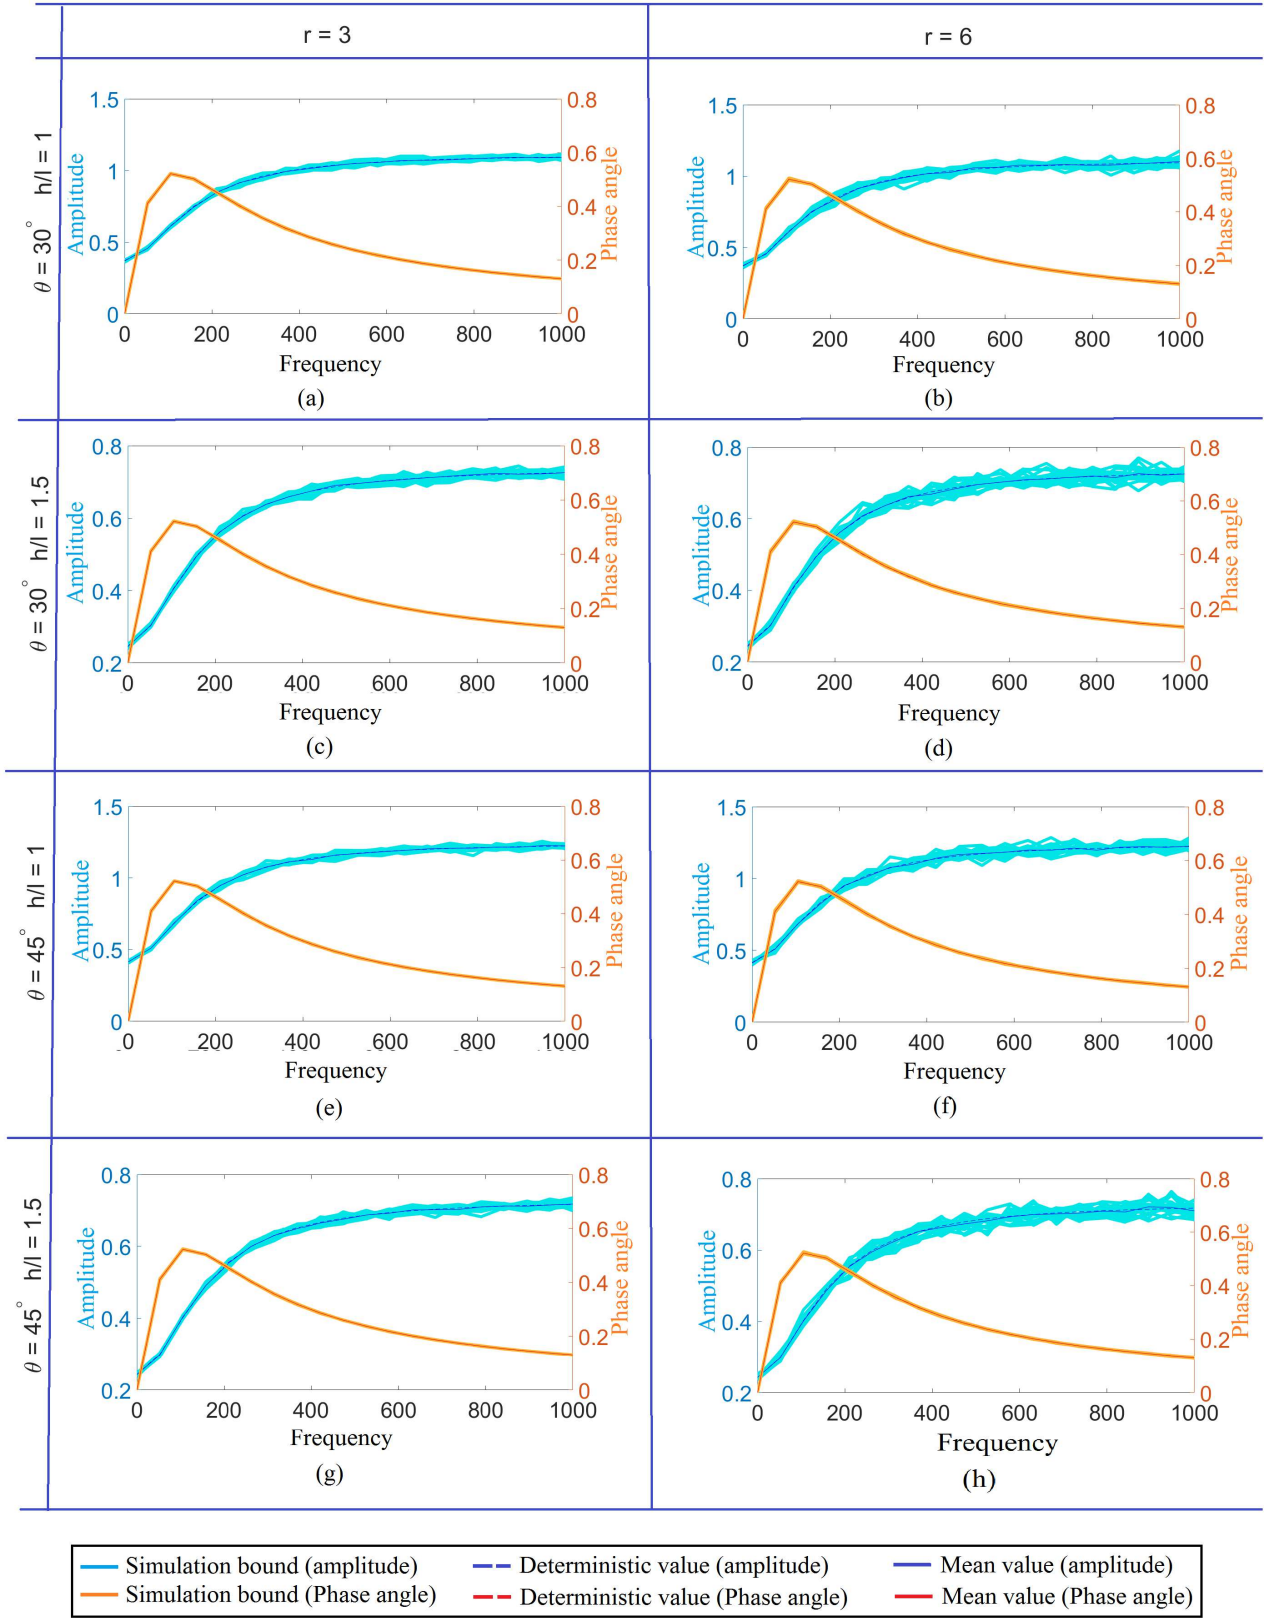 r = 3
r = 6
θ = 30° h/l = 1
1.5
1
0.5
0
Amplitude
0.8
0.6
0.4
0.2
0
Phase angle
0 200 400 600 800 1000
Frequency
(a)
1.5
1
0.5
0
Amplitude
0.8
0.6
0.4
0.2
0
Phase angle
0 200 400 600 800 1000
Frequency
(b)
θ = 30° h/l = 1.5
0.8
0.6
0.4
0.2
Amplitude
0.8
0.6
0.4
0.2
0
Phase angle
0 200 400 600 800 1000
Frequency
(c)
0.8
0.6
0.4
0.2
Amplitude
0.8
0.6
0.4
0.2
0
Phase angle
0 200 400 600 800 1000
Frequency
(d)
θ = 45° h/l = 1
1.5
1
0.5
0
Amplitude
0.8
0.6
0.4
0.2
0
Phase angle
0 200 400 600 800 1000
Frequency
(e)
1.5
1
0.5
0
Amplitude
0.8
0.6
0.4
0.2
0
Phase angle
0 200 400 600 800 1000
Frequency
(f)
θ = 45° h/l = 1.5
0.8
0.6
0.4
0.2
Amplitude
0.8
0.6
0.4
0.2
0
Phase angle
0 200 400 600 800 1000
Frequency
(g)
0.8
0.6
0.4
0.2
Amplitude
0.8
0.6
0.4
0.2
0
Phase angle
0 200 400 600 800 1000
Frequency
(h)
Simulation bound (amplitude) Deterministic value (amplitude) Mean value (amplitude)
Simulation bound (Phase angle) Deterministic value (Phase angle) Mean value (Phase angle)